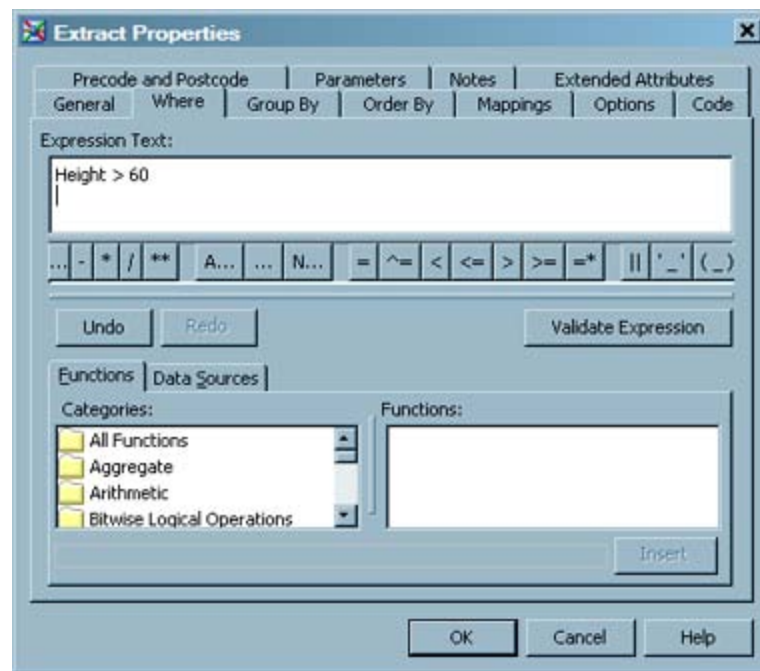 Extract Properties
Precode and Postcode Parameters Notes Extended Attributes
General Where Group By Order By Mappings Options Code
Expression Text:
Height > 60
... - * / ** A... ... N... = ^= < <= > >= =* || '_' (_)
Undo Redo Validate Expression
Functions Data Sources
Categories: Functions:
All Functions
Aggregate
Arithmetic
Bitwise Logical Operations
Insert
OK Cancel Help